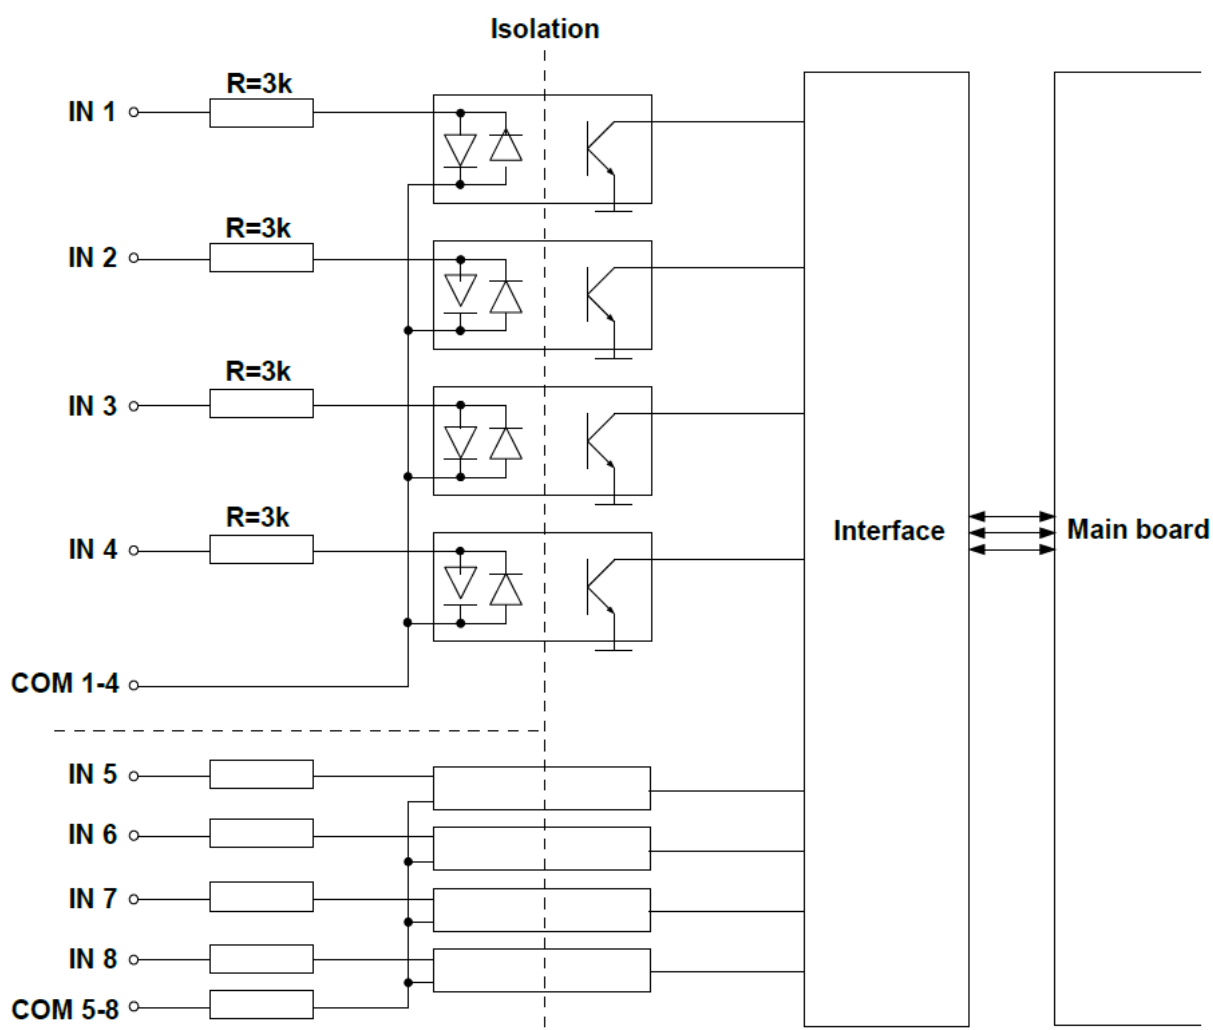 Isolation
R=3k
IN 1
R=3k
IN 2
R=3k
IN 3
R=3k
IN 4
Interface
Main board
COM 1-4
IN 5
IN 6
IN 7
IN 8
COM 5-8